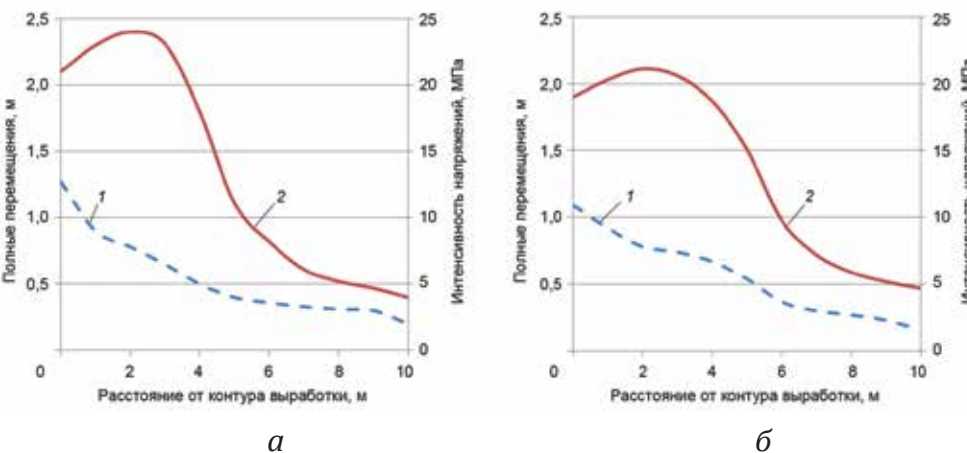 2,5
2,0
1,5
1,0
0,5
0
Полные перемещения, м
25
20
15
10
5
0
Интенсивность напряжений, МПа
1
2
0 2 4 6 8 10
Расстояние от контура выработки, м
а
2,5
2,0
1,5
1,0
0,5
Полные перемещения, м
25
20
15
10
5
0
Интенсивность напряжений, МПа
1
2
0 2 4 6 8 10
Расстояние от контура выработки, м
б